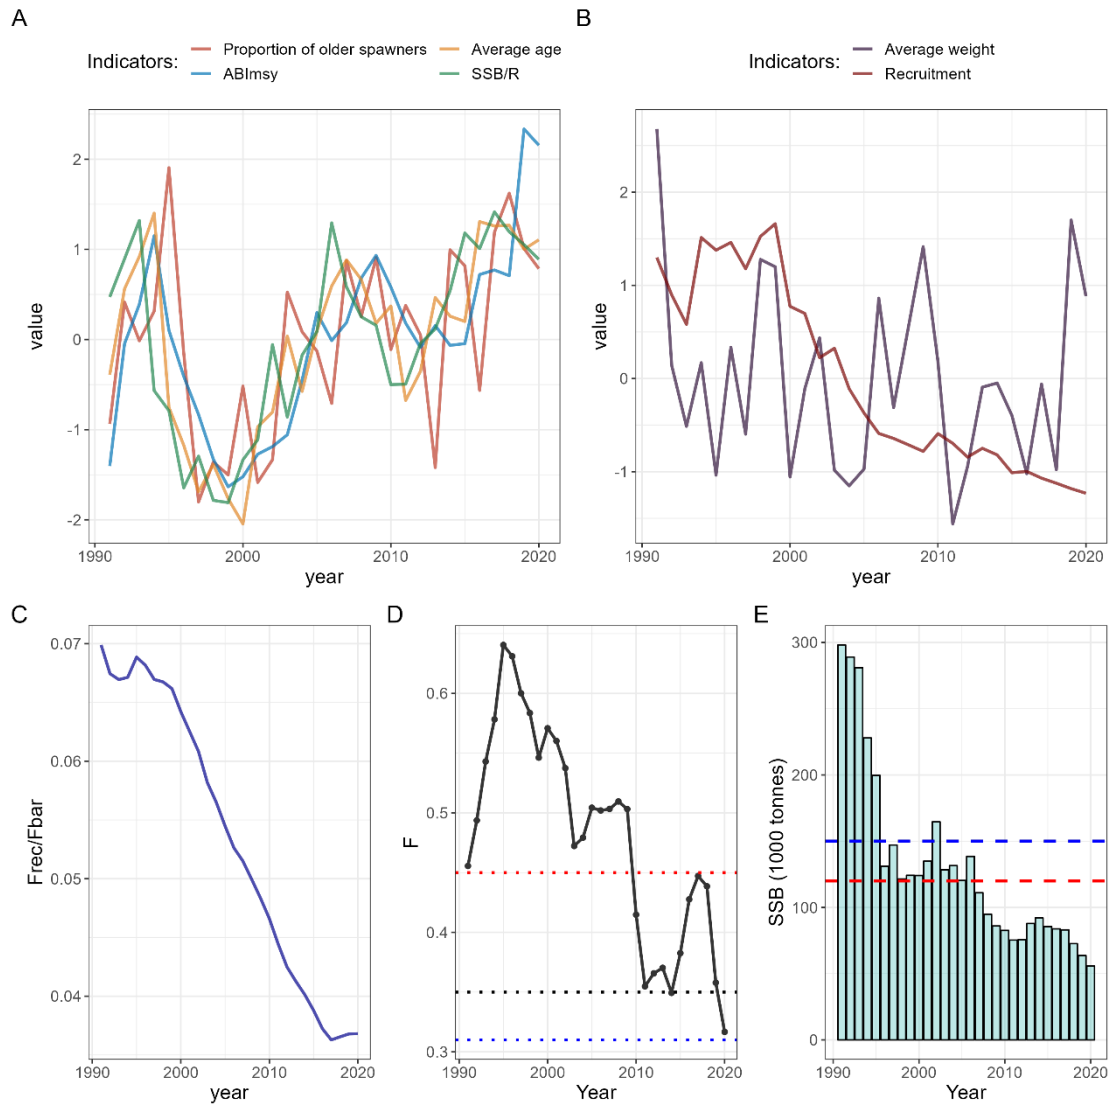 A
Indicators:
Proportion of older spawners
Average age
ABImsy
SSB/R
value
2
1
0
-1
-2
1990
2000
2010
2020
year
B
Indicators:
Average weight
Recruitment
value
2
1
0
-1
1990
2000
2010
2020
year
C
Frec/Fbar
0.07
0.06
0.05
0.04
1990
2000
2010
2020
year
D
F
0.6
0.5
0.4
0.3
1990
2000
2010
2020
Year
E
SSB (1000 tonnes)
300
200
100
0
1990
2000
2010
2020
Year